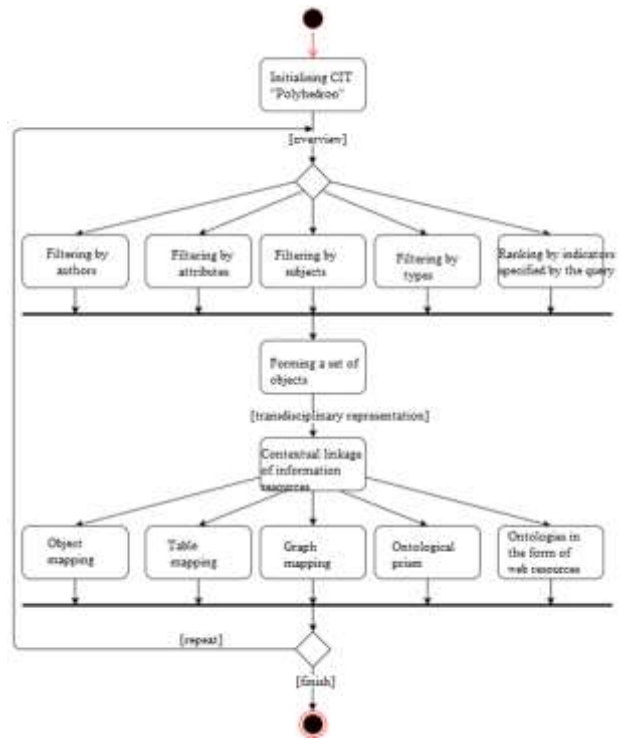 Initialising CIT
"Polyhedron"
[overview]
Filtering by
authors
Filtering by
attributes
Filtering by
subjects
Filtering by
types
Ranking by indicators
specified by the query
Forming a set of
objects
[transdisciplinary representation]
Contextual linkage
of information
resources
Object
mapping
Table
mapping
Graph
mapping
Ontological
prism
Ontologies in
the form of
web resources
[repeat]
[finish]